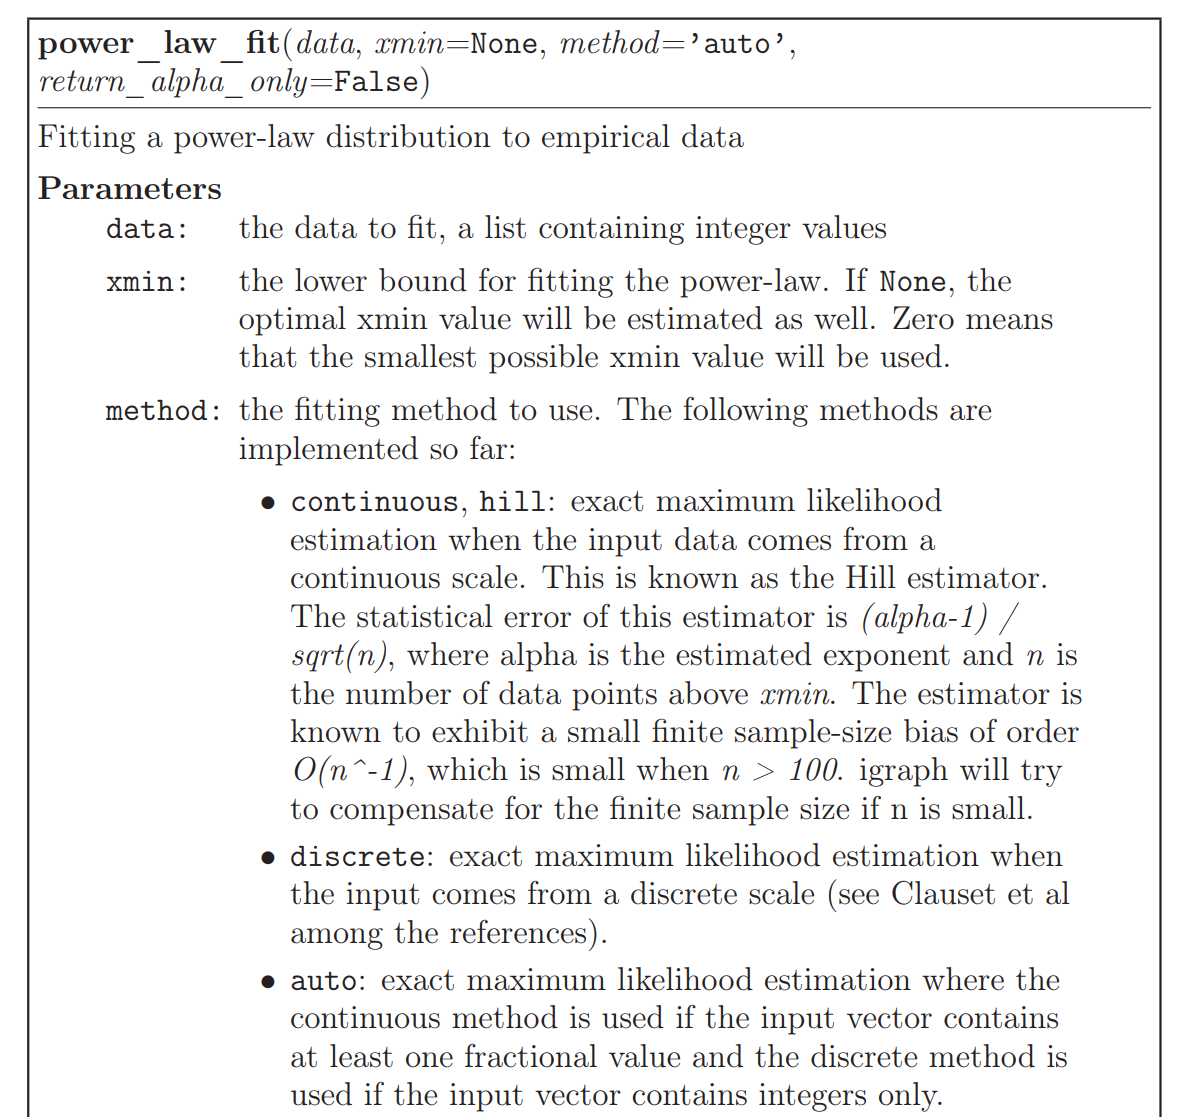 power_law_fit(data, xmin=None, method='auto',
return_alpha_only=False)
Fitting a power-law distribution to empirical data
Parameters
data: the data to fit, a list containing integer values
xmin: the lower bound for fitting the power-law. If None, the
optimal xmin value will be estimated as well. Zero means
that the smallest possible xmin value will be used.
method: the fitting method to use. The following methods are
implemented so far:
• continuous, hill: exact maximum likelihood
estimation when the input data comes from a
continuous scale. This is known as the Hill estimator.
The statistical error of this estimator is (alpha-1) /
sqrt(n), where alpha is the estimated exponent and n is
the number of data points above xmin. The estimator is
known to exhibit a small finite sample-size bias of order
O(n^-1), which is small when n > 100. igraph will try
to compensate for the finite sample size if n is small.
• discrete: exact maximum likelihood estimation when
the input comes from a discrete scale (see Clauset et al
among the references).
• auto: exact maximum likelihood estimation where the
continuous method is used if the input vector contains
at least one fractional value and the discrete method is
used if the input vector contains integers only.